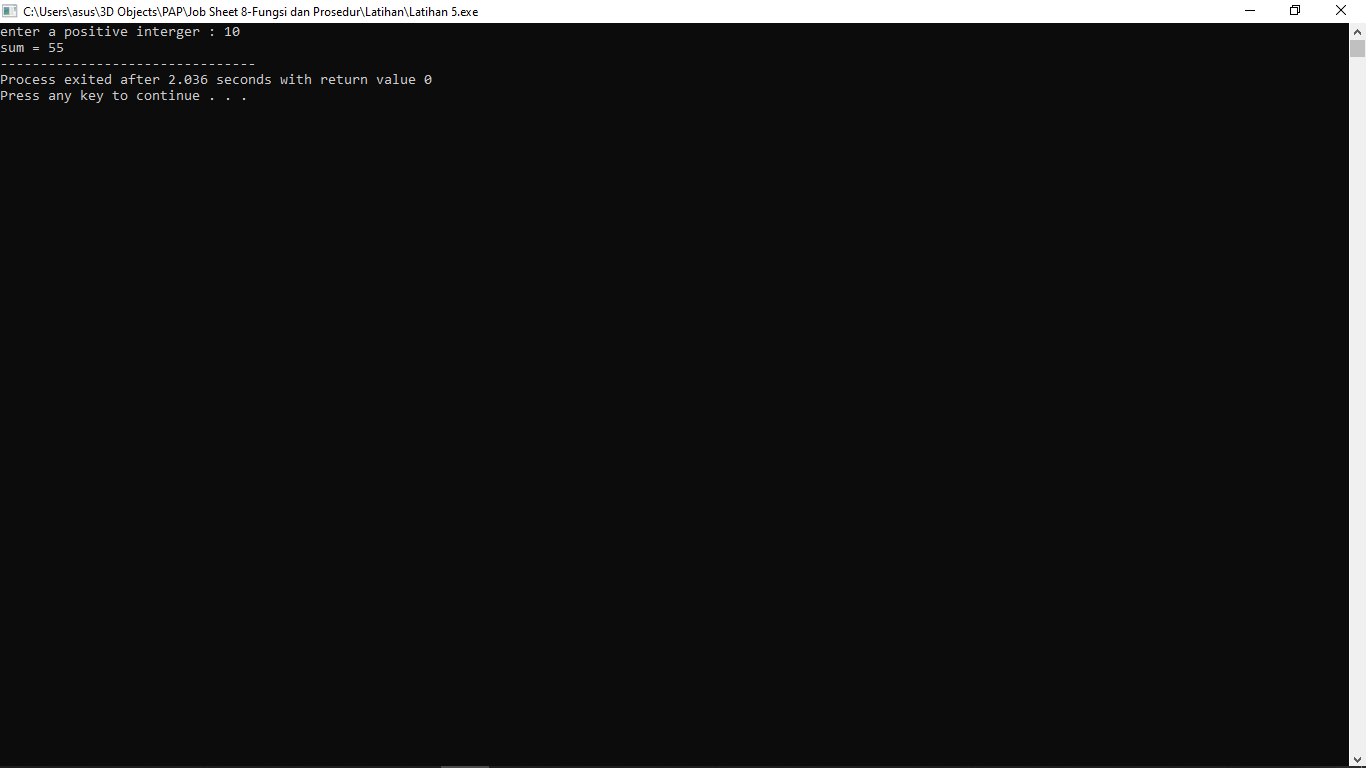 C:\Users\asus\3D Objects\PAP\Job Sheet 8-Fungsi dan Prosedur\Latihan\Latihan 5.exe
enter a positive interger : 10
sum = 55
--------------------------------
Process exited after 2.036 seconds with return value 0
Press any key to continue . . .